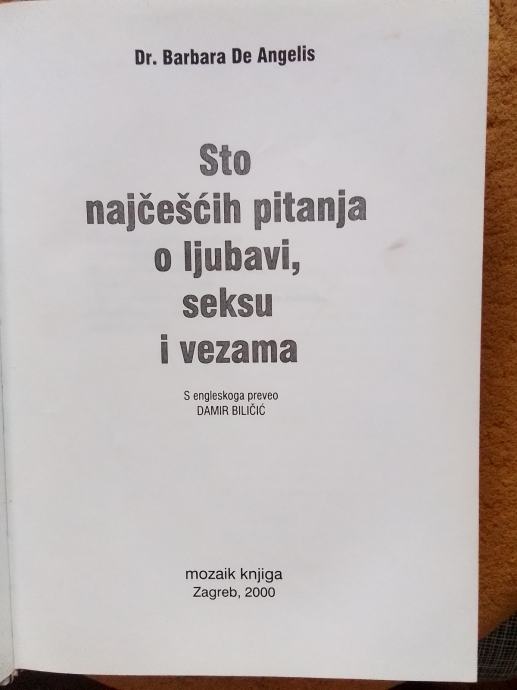 Dr. Barbara De Angelis
Sto
najčešćih pitanja
o ljubavi,
seksu
i vezama
S engleskoga preveo
DAMIR BILIČIĆ
mozaik knjiga
Zagreb, 2000